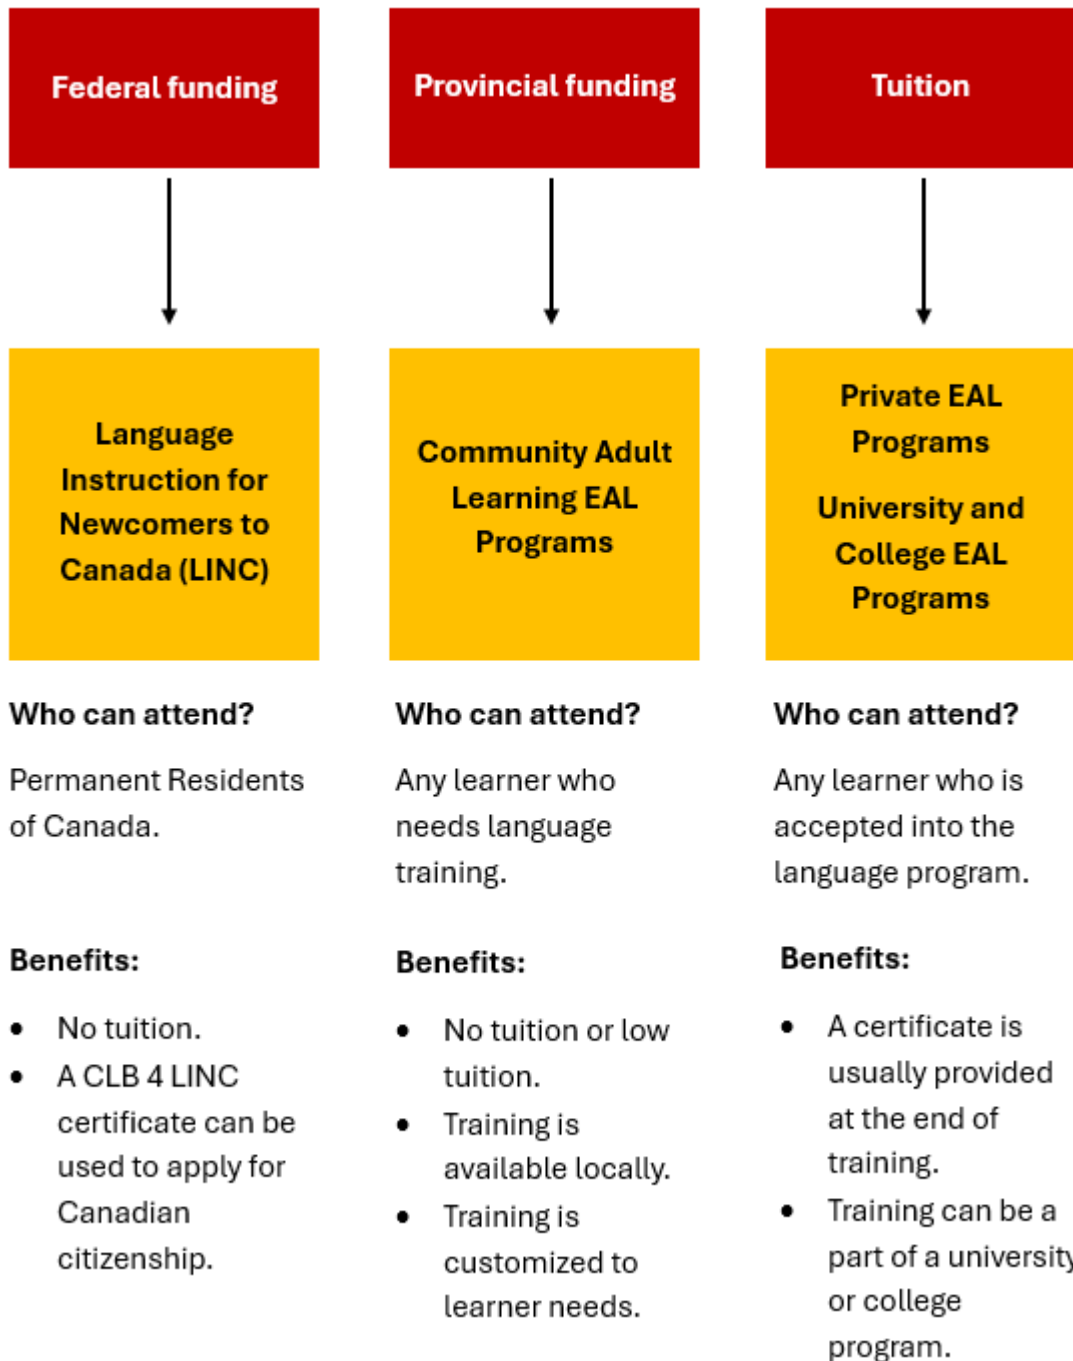 Federal funding
Language
Instruction for
Newcomers to
Canada (LINC)
Who can attend?
Permanent Residents
of Canada.
Benefits:
• No tuition.
• A CLB 4 LINC
certificate can be
used to apply for
Canadian
citizenship.
Provincial funding
Community Adult
Learning EAL
Programs
Who can attend?
Any learner who
needs language
training.
Benefits:
• No tuition or low
tuition.
• Training is
available locally.
• Training is
customized to
learner needs.
Tuition
Private EAL
Programs
University and
College EAL
Programs
Who can attend?
Any learner who is
accepted into the
language program.
Benefits:
• A certificate is
usually provided
at the end of
training.
• Training can be a
part of a university
or college
program.